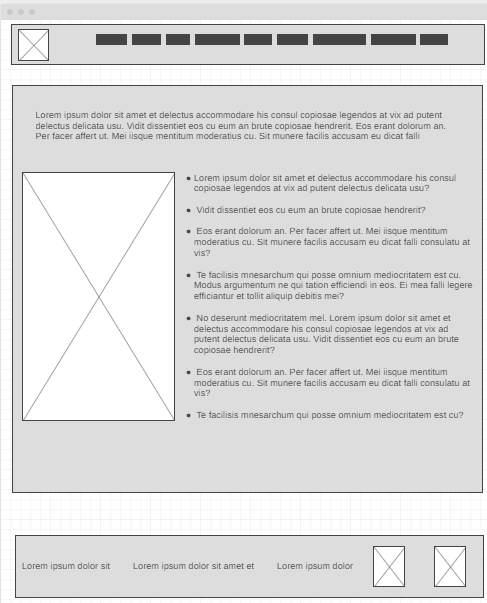 Lorem ipsum dolor sit amet et delectus accommodare his consul copiosae legendos at vix ad putent
delectus delicata usu. Vidit dissentiet eos cu eum an brute copiosae hendrerit. Eos erant dolorum an.
Per facer affert ut. Mei iisque mentitum moderatius cu. Sit munere facilis accusam eu dicat falli
• Lorem ipsum dolor sit amet et delectus accommodare his consul
copiosae legendos at vix ad putent delectus delicata usu?
• Vidit dissentiet eos cu eum an brute copiosae hendrerit?
• Eos erant dolorum an. Per facer affert ut. Mei iisque mentitum
moderatius cu. Sit munere facilis accusam eu dicat falli consulatu at
vis?
• Te facilisis mnesarchum qui posse omnium mediocritatem est cu.
Modus argumentum ne qui tation efficiendi in eos. Ei mea falli legere
efficiantur et tollit aliquip debitis mei?
• No deserunt mediocritatem mel. Lorem ipsum dolor sit amet et
delectus accommodare his consul copiosae legendos at vix ad
putent delectus delicata usu. Vidit dissentiet eos cu eum an brute
copiosae hendrerit?
• Eos erant dolorum an. Per facer affert ut. Mei iisque mentitum
moderatius cu. Sit munere facilis accusam eu dicat falli consulatu at
vis?
• Te facilisis mnesarchum qui posse omnium mediocritatem est cu?
Lorem ipsum dolor sit
Lorem ipsum dolor sit amet et
Lorem ipsum dolor